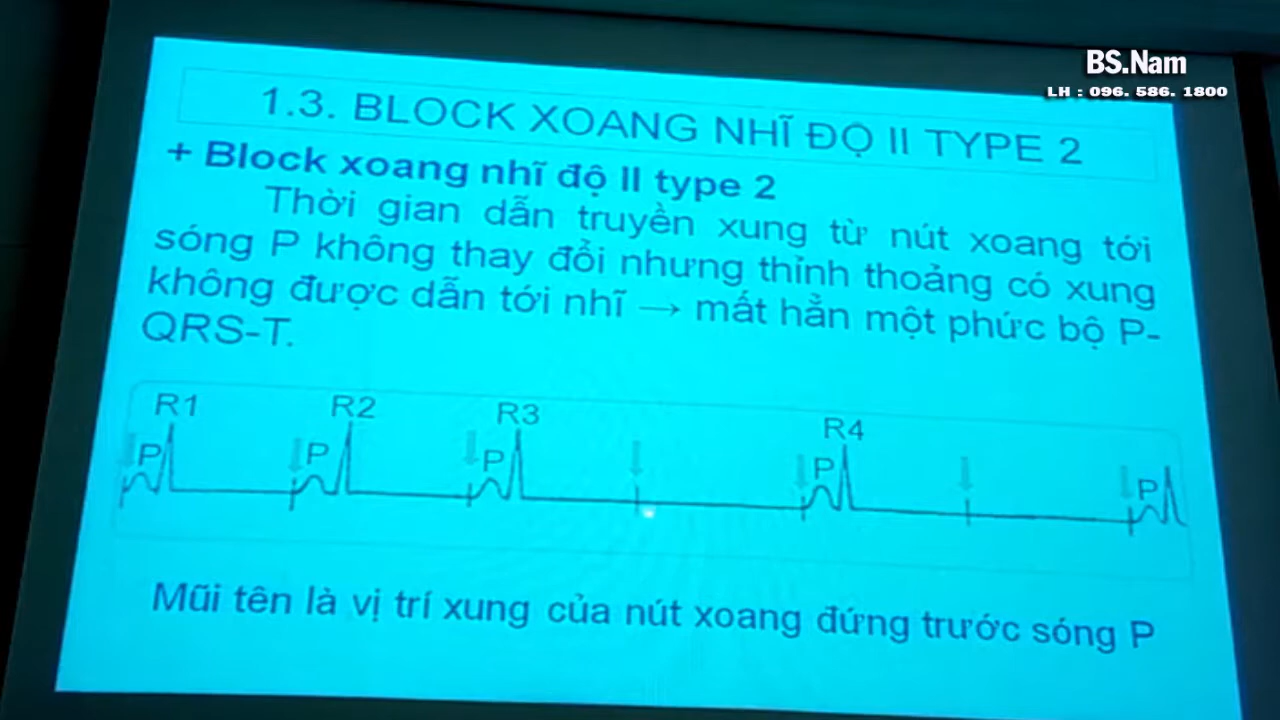 BS.Nam
LH : 096. 586. 1800
1.3. BLOCK XOANG NHĨ ĐỘ II TYPE 2
+ Block xoang nhĩ độ II type 2
Thời gian dẫn truyền xung từ nút xoang tới
sóng P không thay đổi nhưng thỉnh thoảng có xung
không được dẫn tới nhĩ → mất hẳn một phức bộ P-
QRS-T.
R1 R2 R3 R4
P P P P P
Mũi tên là vị trí xung của nút xoang đứng trước sóng P